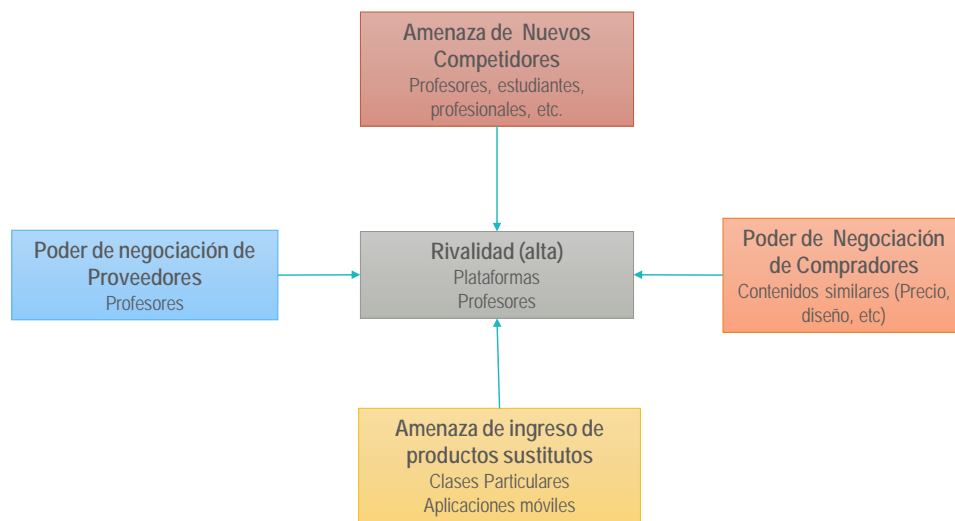 Amenaza de Nuevos
Competidores
Profesores, estudiantes,
profesionales, etc.
Poder de negociación de
Proveedores
Profesores
Rivalidad (alta)
Plataformas
Profesores
Poder de Negociación
de Compradores
Contenidos similares (Precio,
diseño, etc)
Amenaza de ingreso de
productos sustitutos
Clases Particulares
Aplicaciones móviles